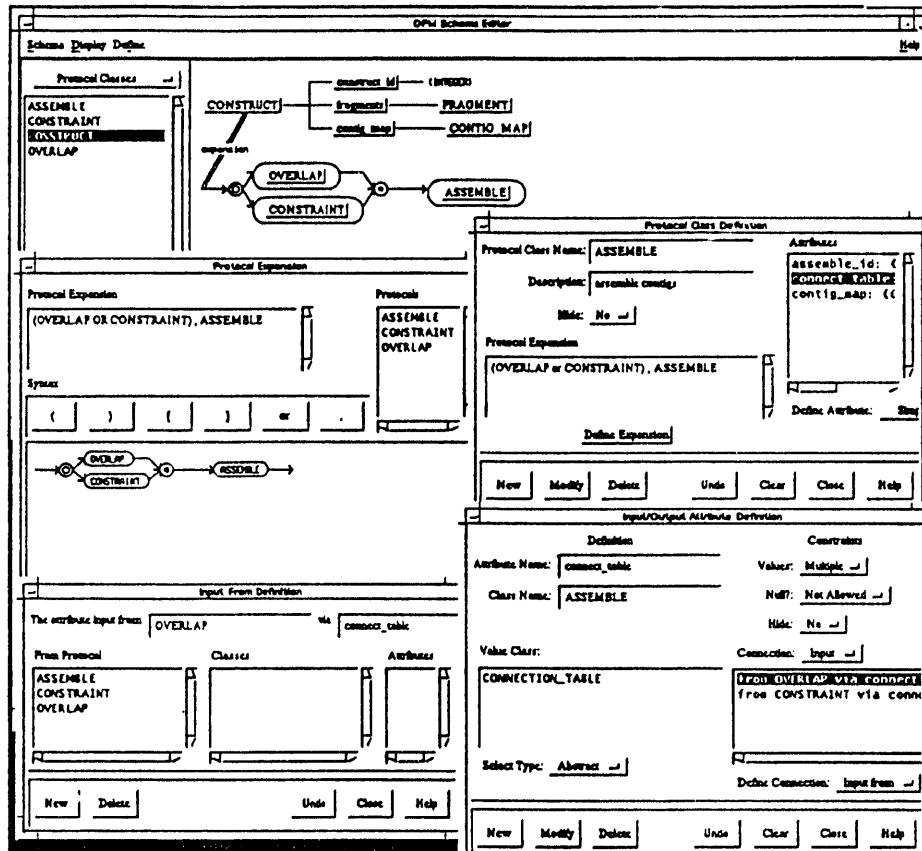 OPM Schema Editor
Schema Display Define Help
Protocol Classes
ASSEMBLE
CONSTRAINT
CONSTRUCT
OVERLAP
CONSTRUCT
construct_id (INTEGER)
fragments FRAGMENT
contig_map CONTIG_MAP
expansion
OVERLAP
CONSTRAINT
ASSEMBLE
Protocol Expansion
Protocol Expansion
(OVERLAP OR CONSTRAINT), ASSEMBLE
Protocols
ASSEMBLE
CONSTRAINT
OVERLAP
Syntax
( ) { } or ,
OVERLAP
CONSTRAINT
ASSEMBLE
Protocol Class Definition
Protocol Class Name: ASSEMBLE
Description: assemble contigs
Hide: No
Protocol Expansion
(OVERLAP or CONSTRAINT), ASSEMBLE
Define Expansion
Attributes
assemble_id: (
connect_table:
contig_map: ((
Define Attribute:
New Modify Delete Undo Clear Close Help
Input From Definition
The attribute input from OVERLAP via connect_table
From Protocol
ASSEMBLE
CONSTRAINT
OVERLAP
Classes
Attributes
New Delete Undo Close Help
Input/Output Attribute Definition
Definition
Attribute Name: connect_table
Class Name: ASSEMBLE
Value Class:
CONNECTION_TABLE
Select Type: Abstract
Constraints
Values: Multiple
Null?: Not Allowed
Hide: No
Connection: Input
from OVERLAP via connect
from CONSTRAINT via conne
Define Connection: Input from
New Modify Delete Undo Clear Close Help